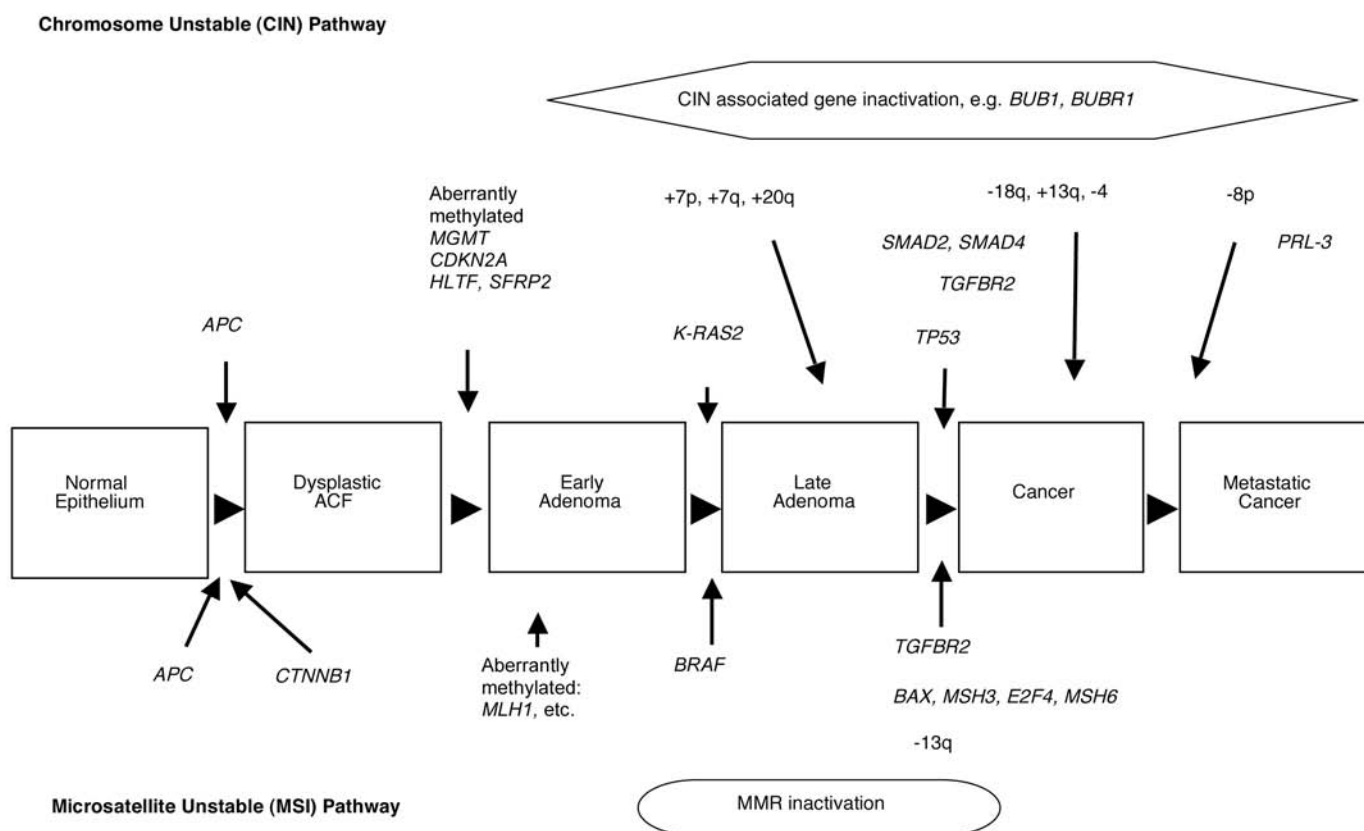 Chromosome Unstable (CIN) Pathway
CIN associated gene inactivation, e.g. BUB1, BUBR1
Aberrantly
methylated
MGMT
CDKN2A
HLTF, SFRP2
+7p, +7q, +20q
-18q, +13q, -4
-8p
SMAD2, SMAD4
PRL-3
TGFBR2
APC
K-RAS2
TP53
Normal
Epithelium
Dysplastic
ACF
Early
Adenoma
Late
Adenoma
Cancer
Metastatic
Cancer
APC
CTNNB1
Aberrantly
methylated:
MLH1, etc.
BRAF
TGFBR2
BAX, MSH3, E2F4, MSH6
-13q
Microsatellite Unstable (MSI) Pathway
MMR inactivation